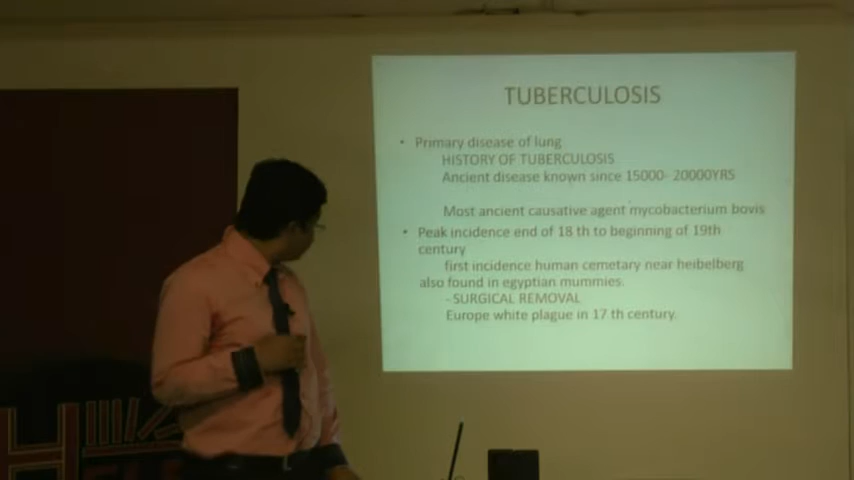 TUBERCULOSIS
• Primary disease of lung
HISTORY OF TUBERCULOSIS
Ancient disease known since 15000- 20000YRS
Most ancient causative agent mycobacterium bovis
• Peak incidence end of 18 th to beginning of 19th
century
first incidence human cemetary near heibelberg
also found in egyptian mummies.
-SURGICAL REMOVAL
Europe white plague in 17 th century.
H